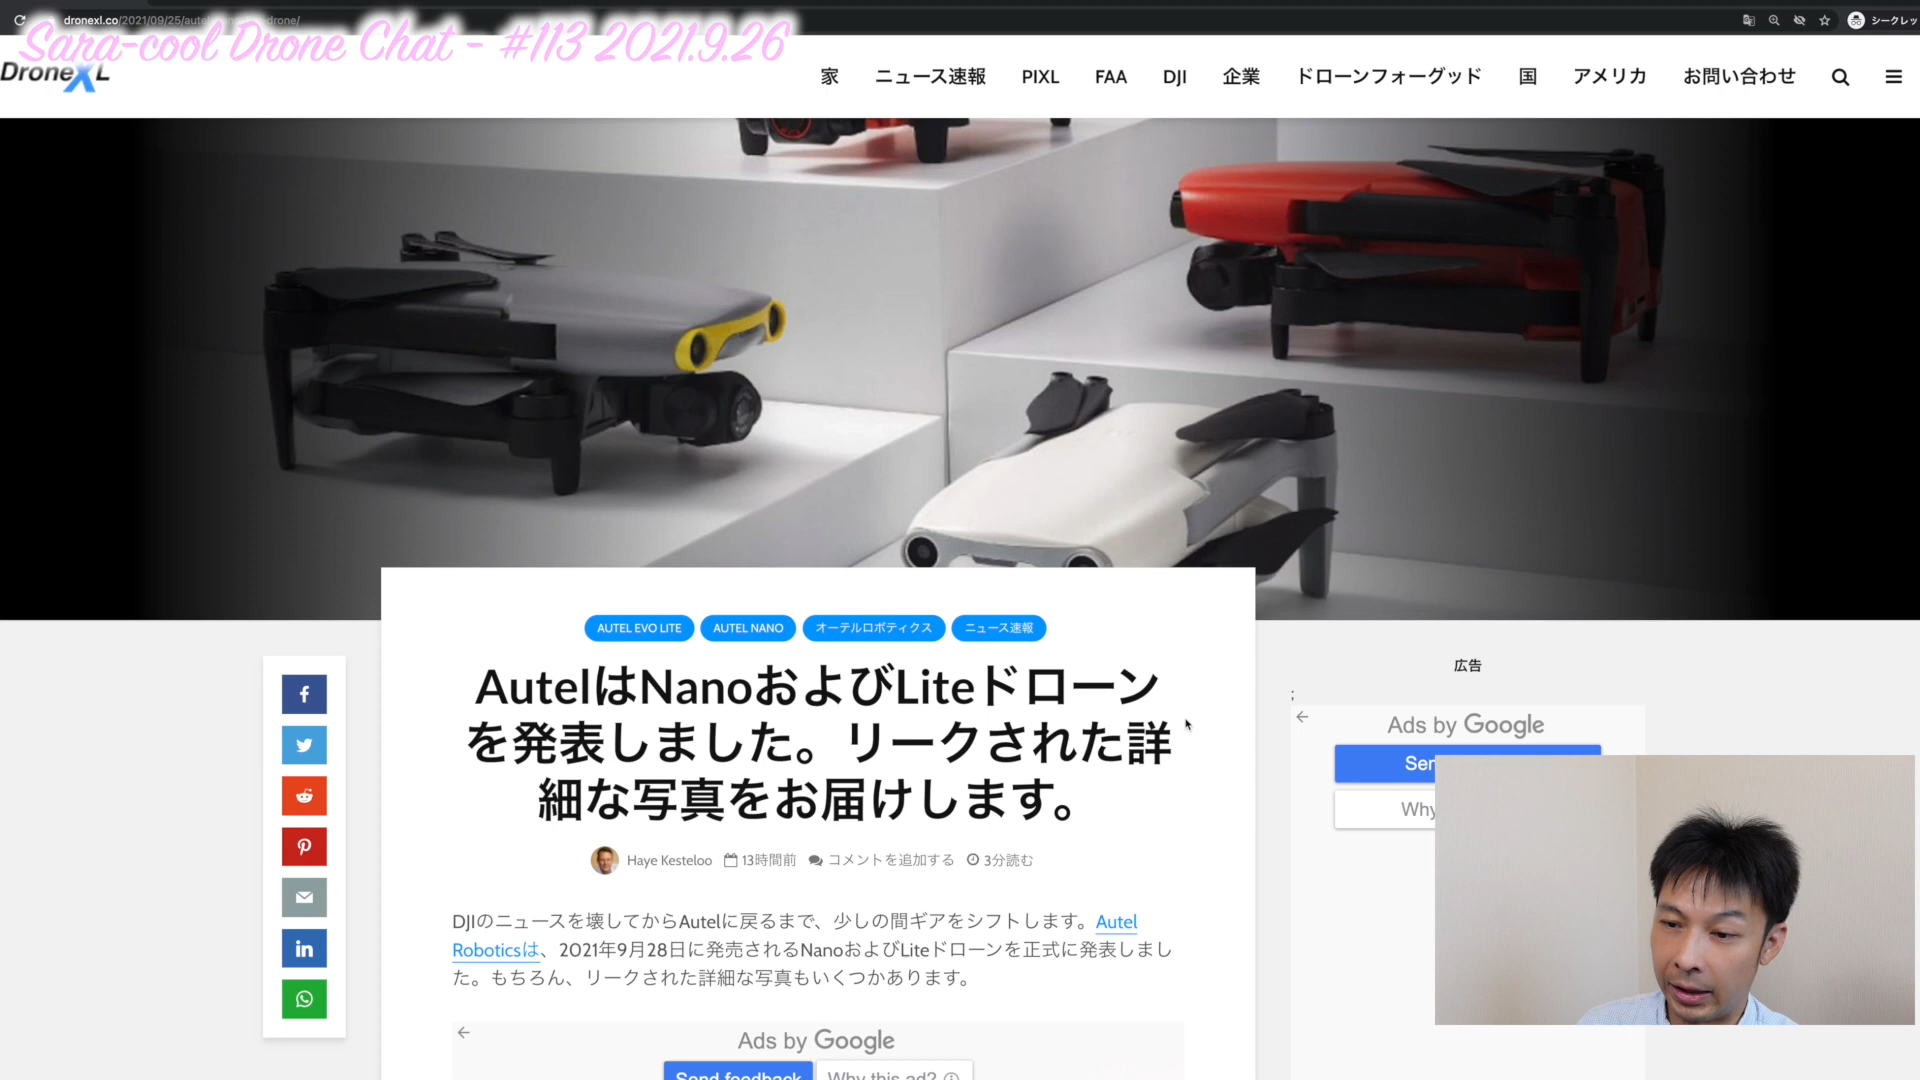 dronexl.co/2021/09/25/autel
drone/
シークレッ
Sara-cool Drone Chat - #113 2021.9.26
DroneXL
家 ニュース速報 PIXL FAA DJI 企業 ドローンフォーグッド 国 アメリカ お問い合わせ
AUTEL EVO LITE AUTEL NANO オーテルロボティクス ニュース速報
AutelはNanoおよびLiteドローン
を発表しました。リークされた詳
細な写真をお届けします。
Haye Kesteloo 13時間前 コメントを追加する 3分読む
DJIのニュースを壊してからAutelに戻るまで、少しの間ギアをシフトします。Autel
Roboticsは、2021年9月28日に発売されるNanoおよびLiteドローンを正式に発表しまし
た。もちろん、リークされた詳細な写真もいくつかあります。
Ads by Google
Send feedback Why this ad?
広告
;
Ads by Google
Ser
Why